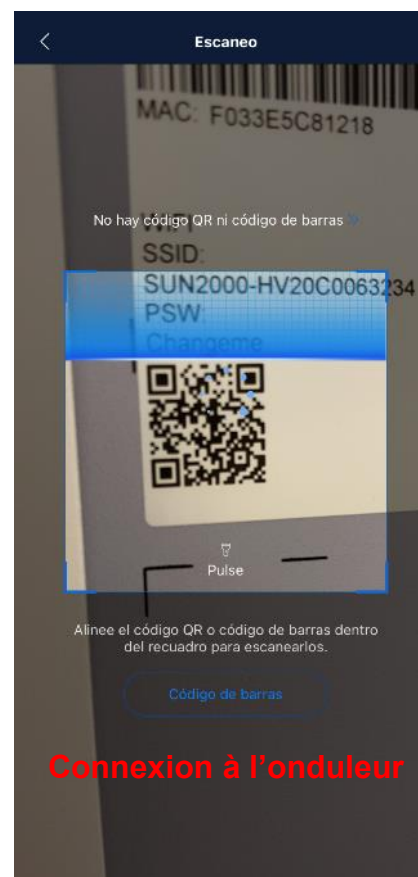 Escaneo
MAC: F033E5C81218
No hay código QR ni código de barras
WIFI
SSID:
SUN2000-HV20C0063234
PSW:
Changeme
Pulse
Alinee el código QR o código de barras dentro
del recuadro para escanearlos.
Código de barras
Connexion à l’onduleur